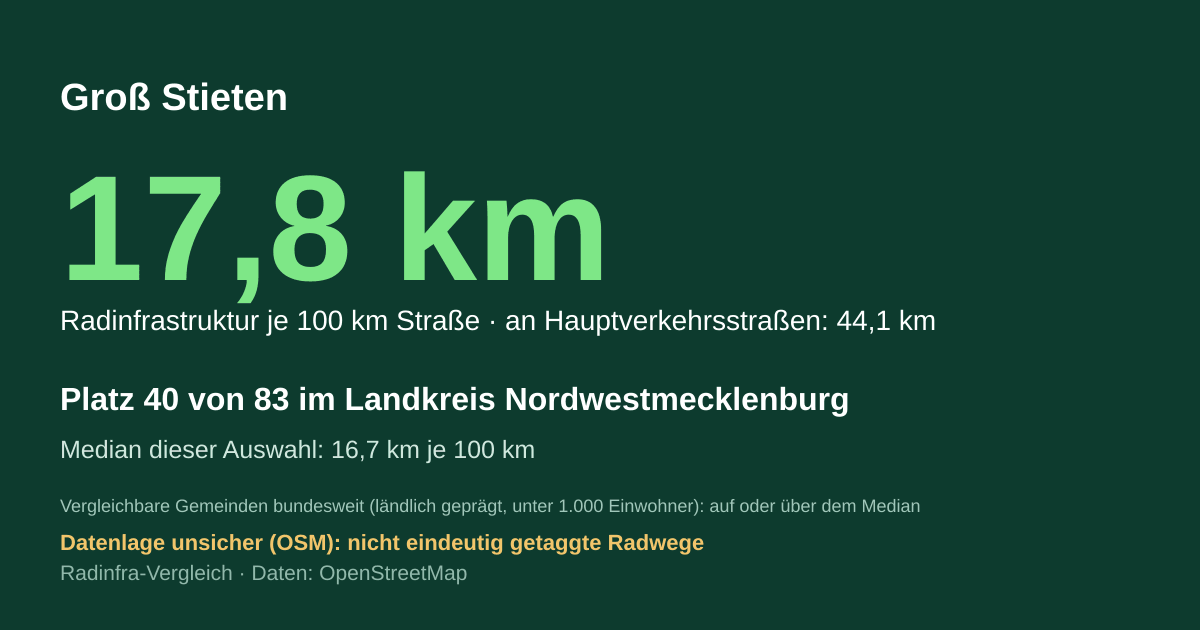 Groß Stieten
17,8 km
Radinfrastruktur je 100 km Straße · an Hauptverkehrsstraßen: 44,1 km
Platz 40 von 83 im Landkreis Nordwestmecklenburg
Median dieser Auswahl: 16,7 km je 100 km
Vergleichbare Gemeinden bundesweit (ländlich geprägt, unter 1.000 Einwohner): auf oder über dem Median
Datenlage unsicher (OSM): nicht eindeutig getaggte Radwege
Radinfra-Vergleich · Daten: OpenStreetMap